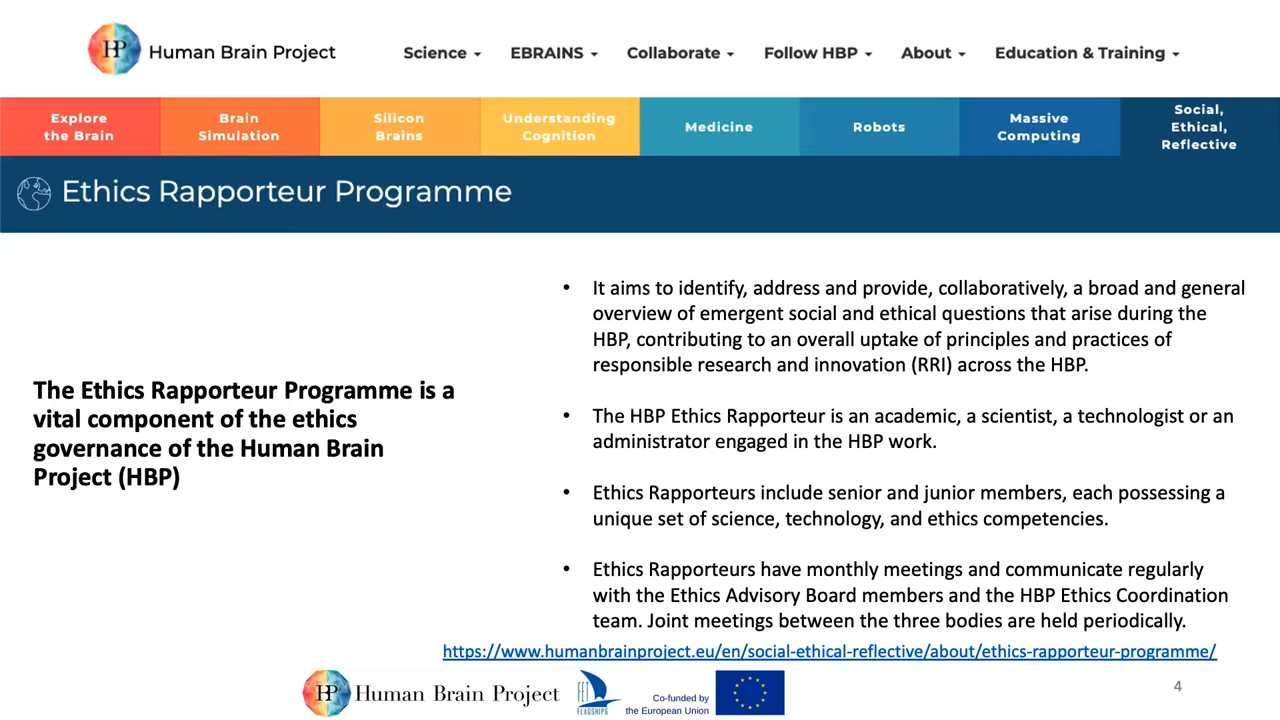 HP Human Brain Project
Science EBRAINS Collaborate Follow HBP About Education & Training
Explore
the Brain
Brain
Simulation
Silicon
Brains
Understanding
Cognition
Medicine
Robots
Massive
Computing
Social,
Ethical,
Reflective
Ethics Rapporteur Programme
The Ethics Rapporteur Programme is a
vital component of the ethics
governance of the Human Brain
Project (HBP)
• It aims to identify, address and provide, collaboratively, a broad and general
overview of emergent social and ethical questions that arise during the
HBP, contributing to an overall uptake of principles and practices of
responsible research and innovation (RRI) across the HBP.
• The HBP Ethics Rapporteur is an academic, a scientist, a technologist or an
administrator engaged in the HBP work.
• Ethics Rapporteurs include senior and junior members, each possessing a
unique set of science, technology, and ethics competencies.
• Ethics Rapporteurs have monthly meetings and communicate regularly
with the Ethics Advisory Board members and the HBP Ethics Coordination
team. Joint meetings between the three bodies are held periodically.
https://www.humanbrainproject.eu/en/social-ethical-reflective/about/ethics-rapporteur-programme/
HP Human Brain Project
FET
FLAGSHIPS
Co-funded by
the European Union
4